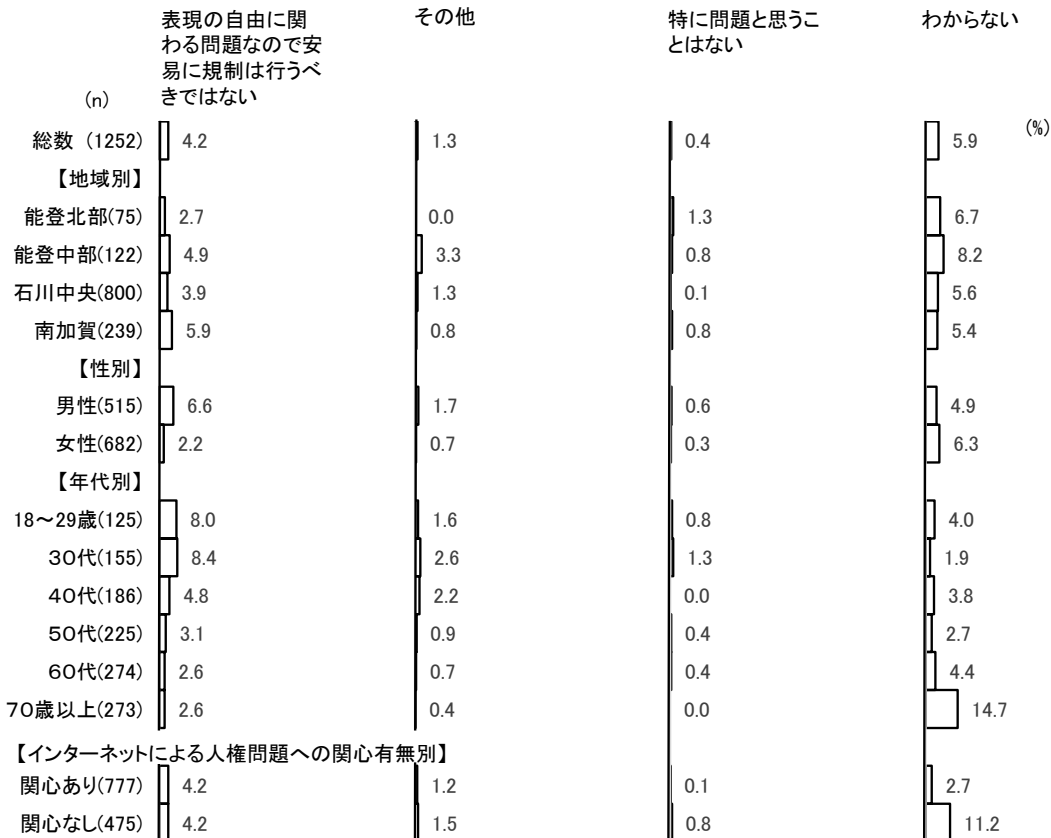 表現の自由に関
わる問題なので安
易に規制は行うべ
きではない
その他
特に問題と思うこ
とはない
わからない
(n)
(%)
総数 (1252) 4.2 1.3 0.4 5.9
【地域別】
能登北部(75) 2.7 0.0 1.3 6.7
能登中部(122) 4.9 3.3 0.8 8.2
石川中央(800) 3.9 1.3 0.1 5.6
南加賀(239) 5.9 0.8 0.8 5.4
【性別】
男性(515) 6.6 1.7 0.6 4.9
女性(682) 2.2 0.7 0.3 6.3
【年代別】
18～29歳(125) 8.0 1.6 0.8 4.0
30代(155) 8.4 2.6 1.3 1.9
40代(186) 4.8 2.2 0.0 3.8
50代(225) 3.1 0.9 0.4 2.7
60代(274) 2.6 0.7 0.4 4.4
70歳以上(273) 2.6 0.4 0.0 14.7
【インターネットによる人権問題への関心有無別】
関心あり(777) 4.2 1.2 0.1 2.7
関心なし(475) 4.2 1.5 0.8 11.2